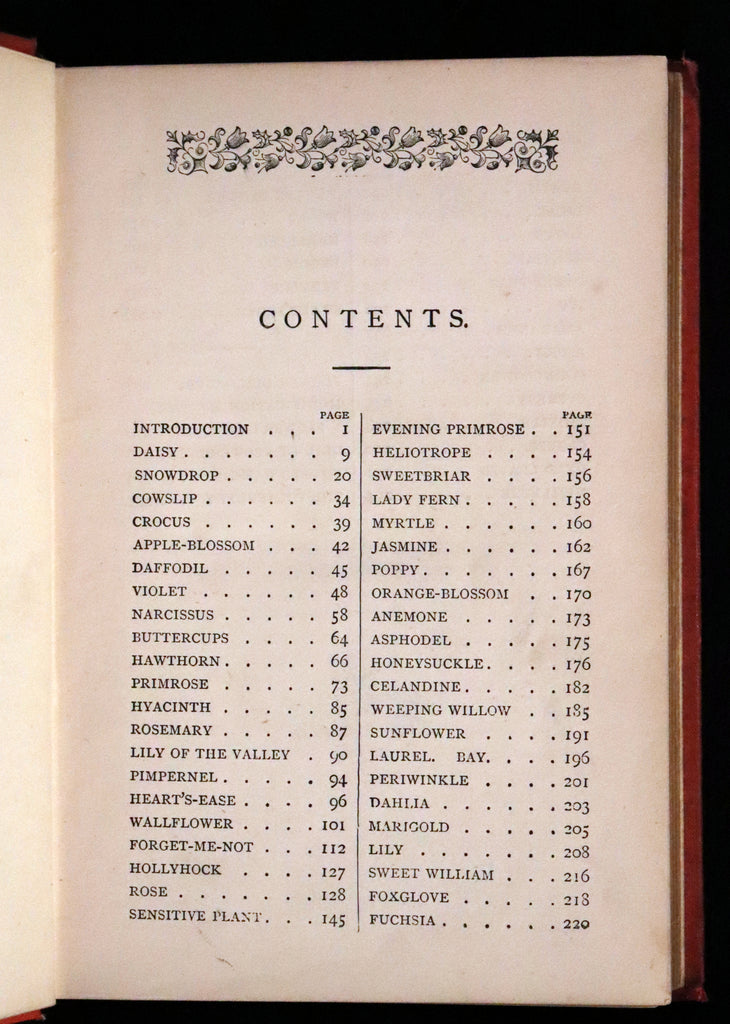 CONTENTS.
PAGE
INTRODUCTION . . . 1
DAISY . . . . . . 9
SNOWDROP . . . . . 20
COWSLIP . . . . . . 34
CROCUS . . . . . . 39
APPLE-BLOSSOM . . . 42
DAFFODIL . . . . . 45
VIOLET . . . . . . 48
NARCISSUS . . . . . 58
BUTTERCUPS . . . . 64
HAWTHORN . . . . . 66
PRIMROSE . . . . . 73
HYACINTH . . . . . 85
ROSEMARY . . . . . 87
LILY OF THE VALLEY . 90
PIMPERNEL . . . . . 94
HEART'S-EASE . . . . 96
WALLFLOWER . . . . 101
FORGET-ME-NOT . . . 112
HOLLYHOCK . . . . 127
ROSE . . . . . . . 128
SENSITIVE PLANT . . . 145
PAGE
EVENING PRIMROSE . . 151
HELIOTROPE . . . . 154
SWEETBRIAR . . . . 156
LADY FERN . . . . . 158
MYRTLE . . . . . . 160
JASMINE . . . . . . 162
POPPY . . . . . . . 167
ORANGE-BLOSSOM . . 170
ANEMONE . . . . . 173
ASPHODEL . . . . . 175
HONEYSUCKLE . . . . 176
CELANDINE . . . . . 182
WEEPING WILLOW . . 185
SUNFLOWER . . . . 191
LAUREL. BAY. . . . 196
PERIWINKLE . . . . 201
DAHLIA . . . . . . 203
MARIGOLD . . . . . 205
LILY . . . . . . . 208
SWEET WILLIAM . . . 216
FOXGLOVE . . . . . 218
FUCHSIA . . . . . . 220